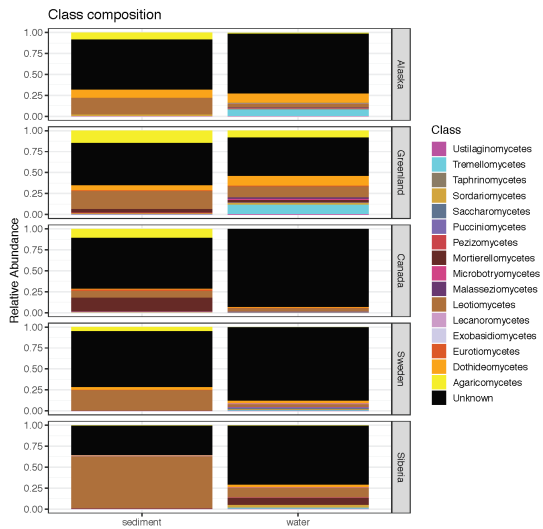 Class composition
Relative Abundance
1.00
0.75
0.50
0.25
0.00
Alaska
1.00
0.75
0.50
0.25
0.00
Greenland
1.00
0.75
0.50
0.25
0.00
Canada
1.00
0.75
0.50
0.25
0.00
Sweden
1.00
0.75
0.50
0.25
0.00
Siberia
sediment water
Class
Ustilaginomycetes
Tremellomycetes
Taphrinomycetes
Sordariomycetes
Saccharomycetes
Pucciniomycetes
Pezizomycetes
Mortierellomycetes
Microbotryomycetes
Malasseziomycetes
Leotiomycetes
Lecanoromycetes
Exobasidiomycetes
Eurotiomycetes
Dothideomycetes
Agaricomycetes
Unknown